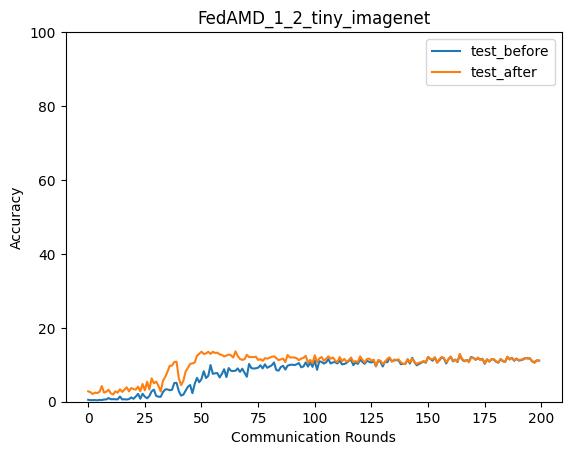 FedAMD_1_2_tiny_imagenet
100
80
60
40
20
0
Accuracy
test_before
test_after
0 25 50 75 100 125 150 175 200
Communication Rounds